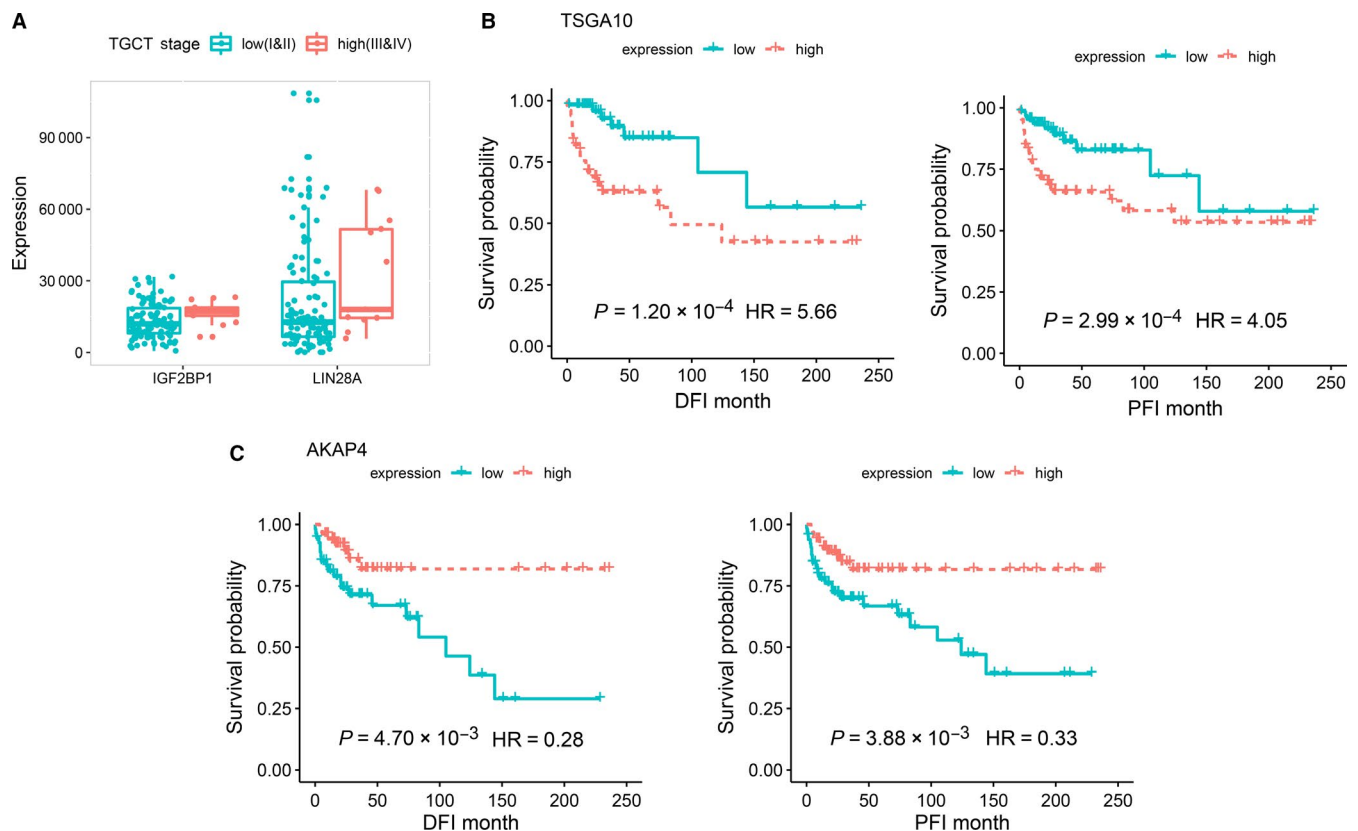 A
TGCT stage low(I&II) high(III&IV)
Expression
90 000
60 000
30 000
0
IGF2BP1 LIN28A
B
TSGA10
expression low high
Survival probability
1.00
0.75
0.50
0.25
0.00
P = 1.20 × 10–4 HR = 5.66
0 50 100 150 200 250
DFI month
expression low high
Survival probability
1.00
0.75
0.50
0.25
0.00
P = 2.99 × 10–4 HR = 4.05
0 50 100 150 200 250
PFI month
C
AKAP4
expression low high
Survival probability
1.00
0.75
0.50
0.25
0.00
P = 4.70 × 10–3 HR = 0.28
0 50 100 150 200 250
DFI month
expression low high
Survival probability
1.00
0.75
0.50
0.25
0.00
P = 3.88 × 10–3 HR = 0.33
0 50 100 150 200 250
PFI month